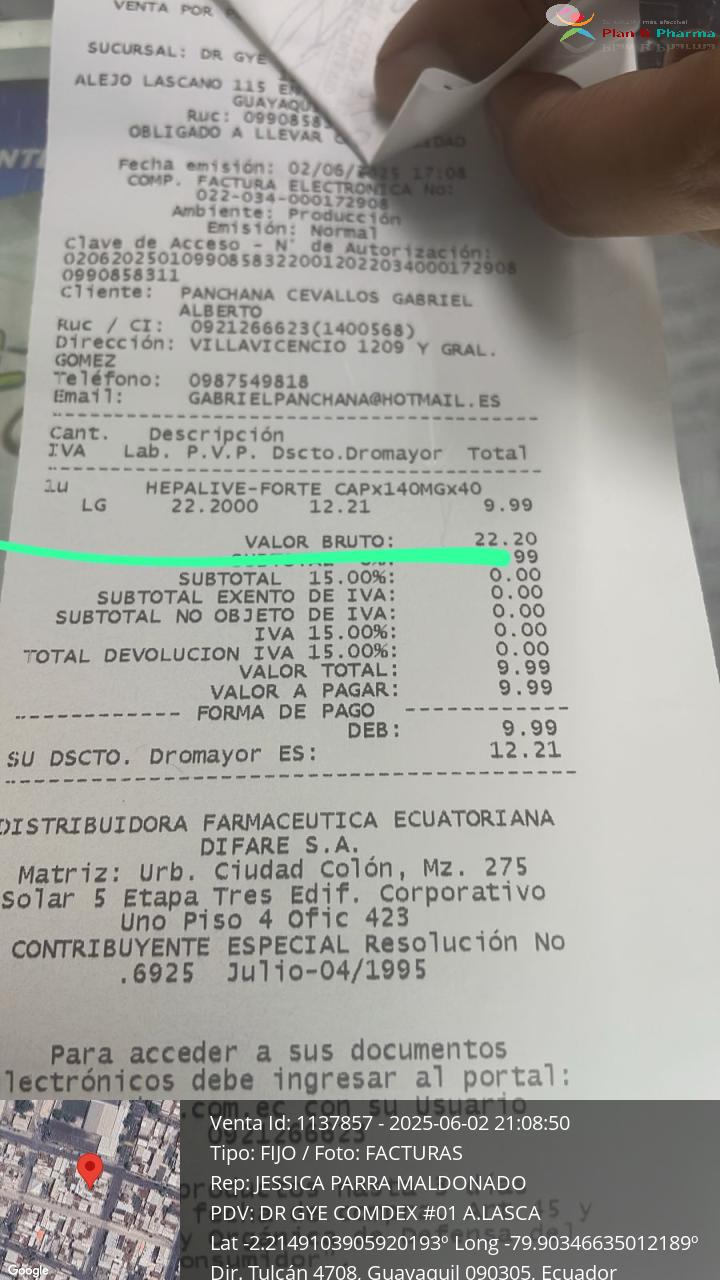 Plan & Pharma
VENTA POR
SUCURSAL: DR GYE
ALEJO LASCANO 115
GUAYAQU
Ruc: 0990858
OBLIGADO A LLEVAR
Fecha emisión: 02/06/2025 17:08
COMP. FACTURA ELECTRONICA No:
022-034-000172908
Ambiente: Producción
Emisión: Normal
Clave de Acceso - N° de Autorización:
020620250109908583220012022034000172908
0990858311
Cliente: PANCHANA CEVALLOS GABRIEL
ALBERTO
Ruc / CI: 0921266623(1400568)
Dirección: VILLAVICENCIO 1209 Y GRAL.
GOMEZ
Teléfono: 0987549818
Email: GABRIELPANCHANA@HOTMAIL.ES
Cant. Descripción
IVA Lab. P.V.P. Dscto.Dromayor Total
1u HEPALIVE-FORTE CAPx140MGx40
LG 22.2000 12.21 9.99
VALOR BRUTO: 22.20
99
SUBTOTAL 15.00%: 0.00
SUBTOTAL EXENTO DE IVA: 0.00
SUBTOTAL NO OBJETO DE IVA: 0.00
IVA 15.00%: 0.00
TOTAL DEVOLUCION IVA 15.00%: 0.00
VALOR TOTAL: 9.99
VALOR A PAGAR: 9.99
FORMA DE PAGO
DEB: 9.99
SU DSCTO. Dromayor ES: 12.21
DISTRIBUIDORA FARMACEUTICA ECUATORIANA
DIFARE S.A.
Matriz: Urb. Ciudad Colón, Mz. 275
Solar 5 Etapa Tres Edif. Corporativo
Uno Piso 4 Ofic 423
CONTRIBUYENTE ESPECIAL Resolución No
.6925 Julio-04/1995
Para acceder a sus documentos
lectrónicos debe ingresar al portal:
.com.ec con su Usuario
Venta Id: 1137857 - 2025-06-02 21:08:50
Tipo: FIJO / Foto: FACTURAS
Rep: JESSICA PARRA MALDONADO
PDV: DR GYE COMDEX #01 A.LASCA
Lat -2.2149103905920193º Long -79.90346635012189º
Dir. Tulcán 4708, Guayaquil 090305, Ecuador
Google